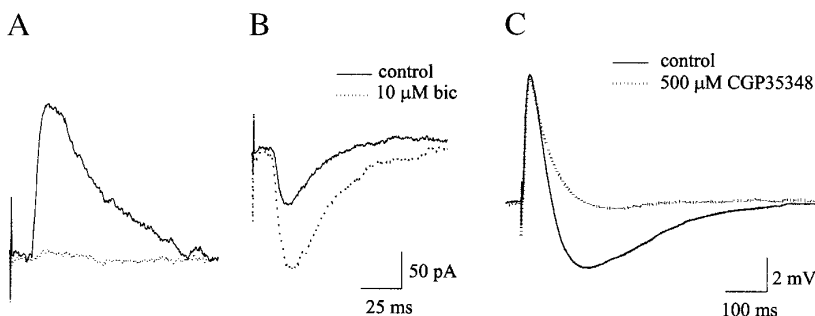 A
B
control
10 μM bic
50 pA
25 ms
C
control
500 μM CGP35348
2 mV
100 ms